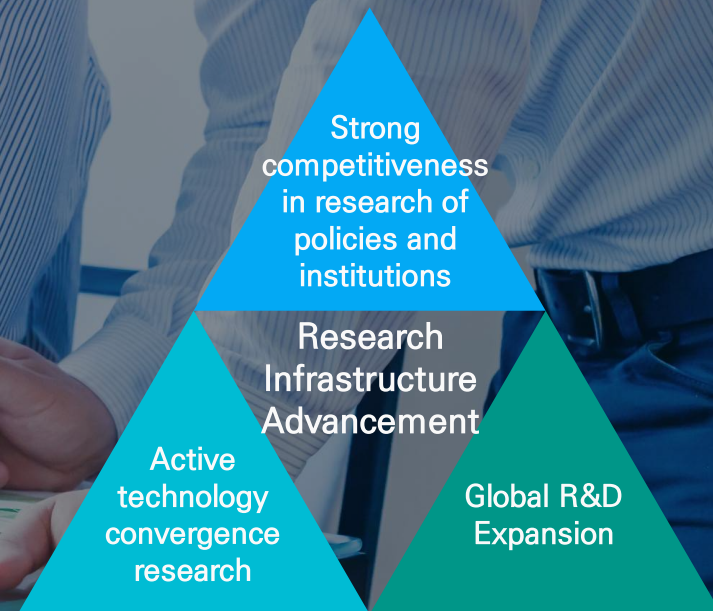 Strong
competitiveness
in research of
policies and
institutions
Research
Infrastructure
Advancement
Active
technology
convergence
research
Global R&D
Expansion